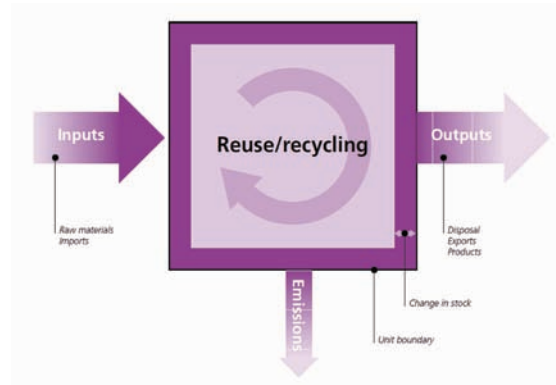 Inputs
Reuse/recycling
Outputs
Raw materials
Imports
Disposal
Exports
Products
Change in stock
Unit boundary
Emissions